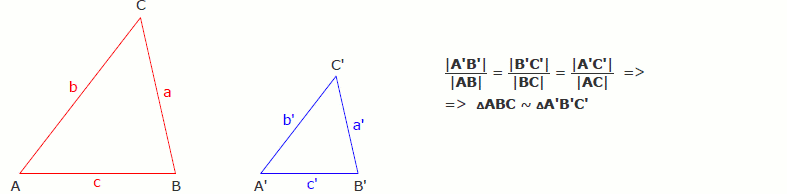 C
b
a
A
c
B
C'
b'
a'
A'
c'
B'
|A'B'| / |AB| = |B'C'| / |BC| = |A'C'| / |AC| =>
=> ΔABC ~ ΔA'B'C'